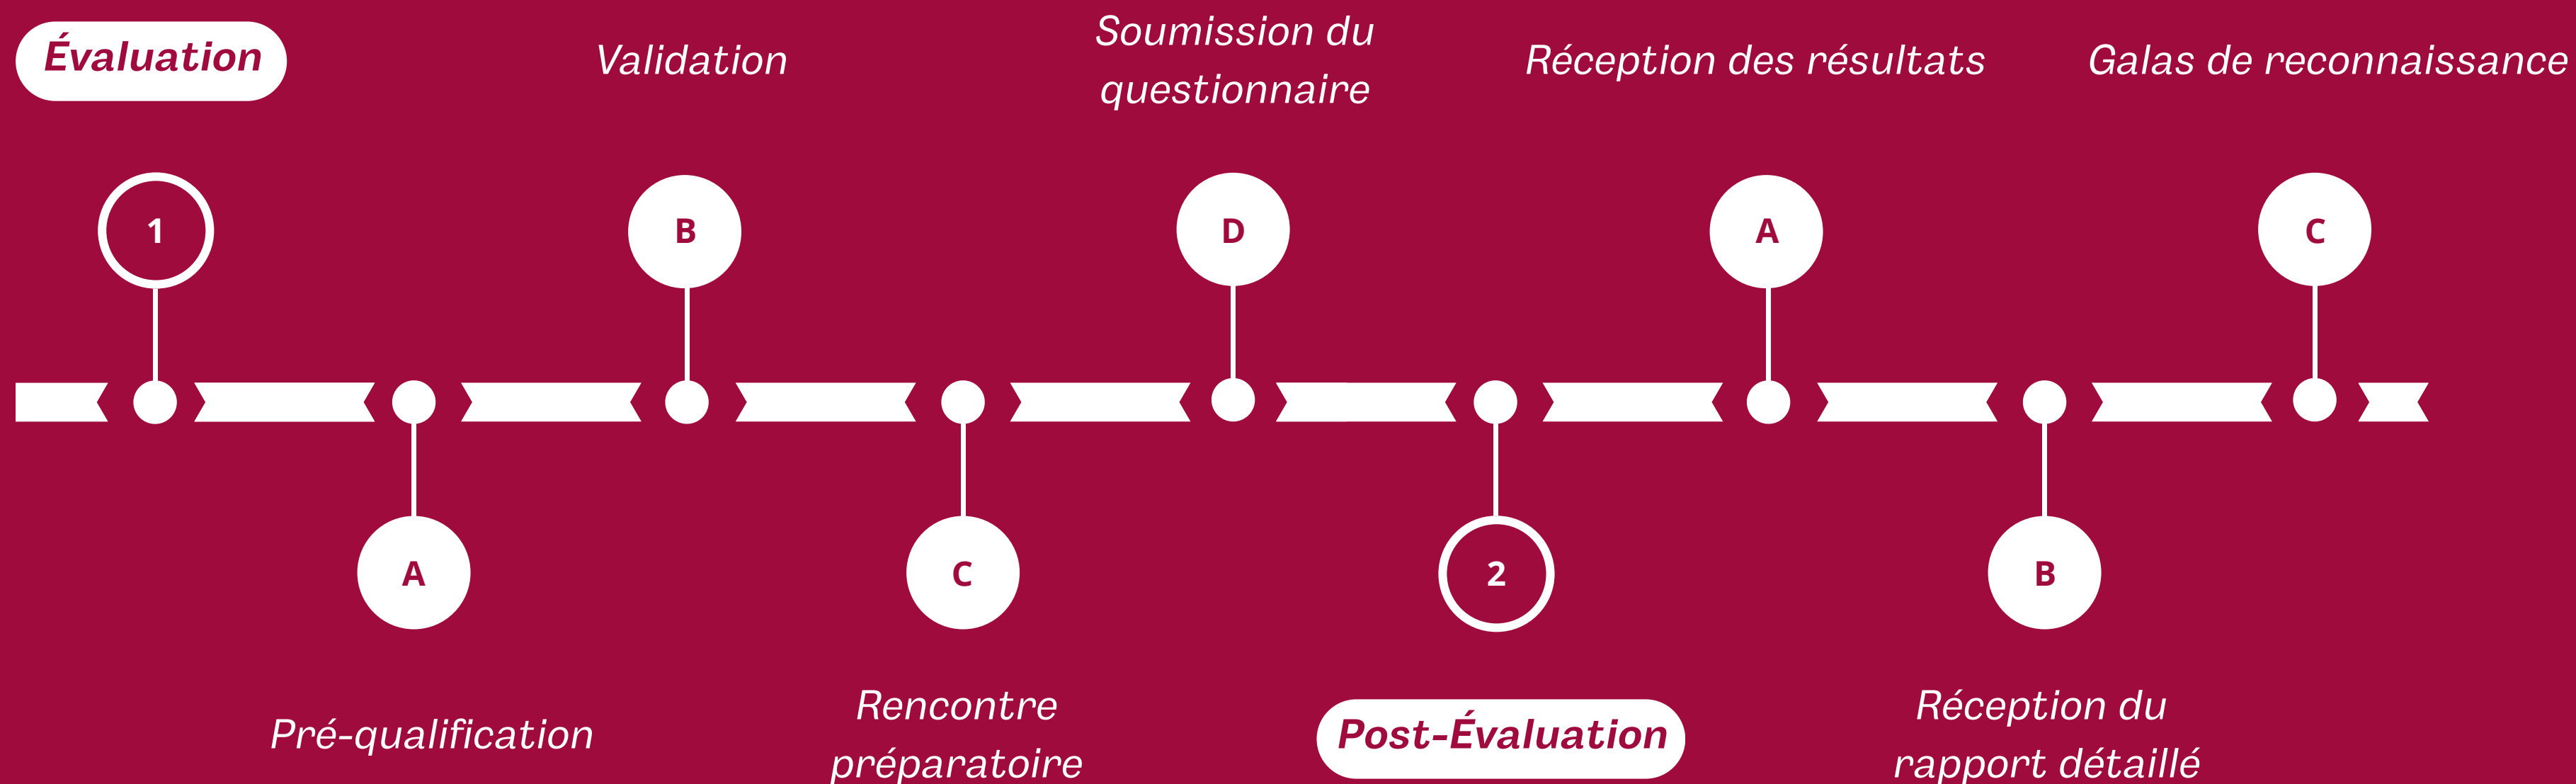 Évaluation
1
Pré-qualification
A
Validation
B
Rencontre
préparatoire
C
Soumission du
questionnaire
D
Post-Évaluation
2
Réception des résultats
A
Réception du
rapport détaillé
B
Galas de reconnaissance
C